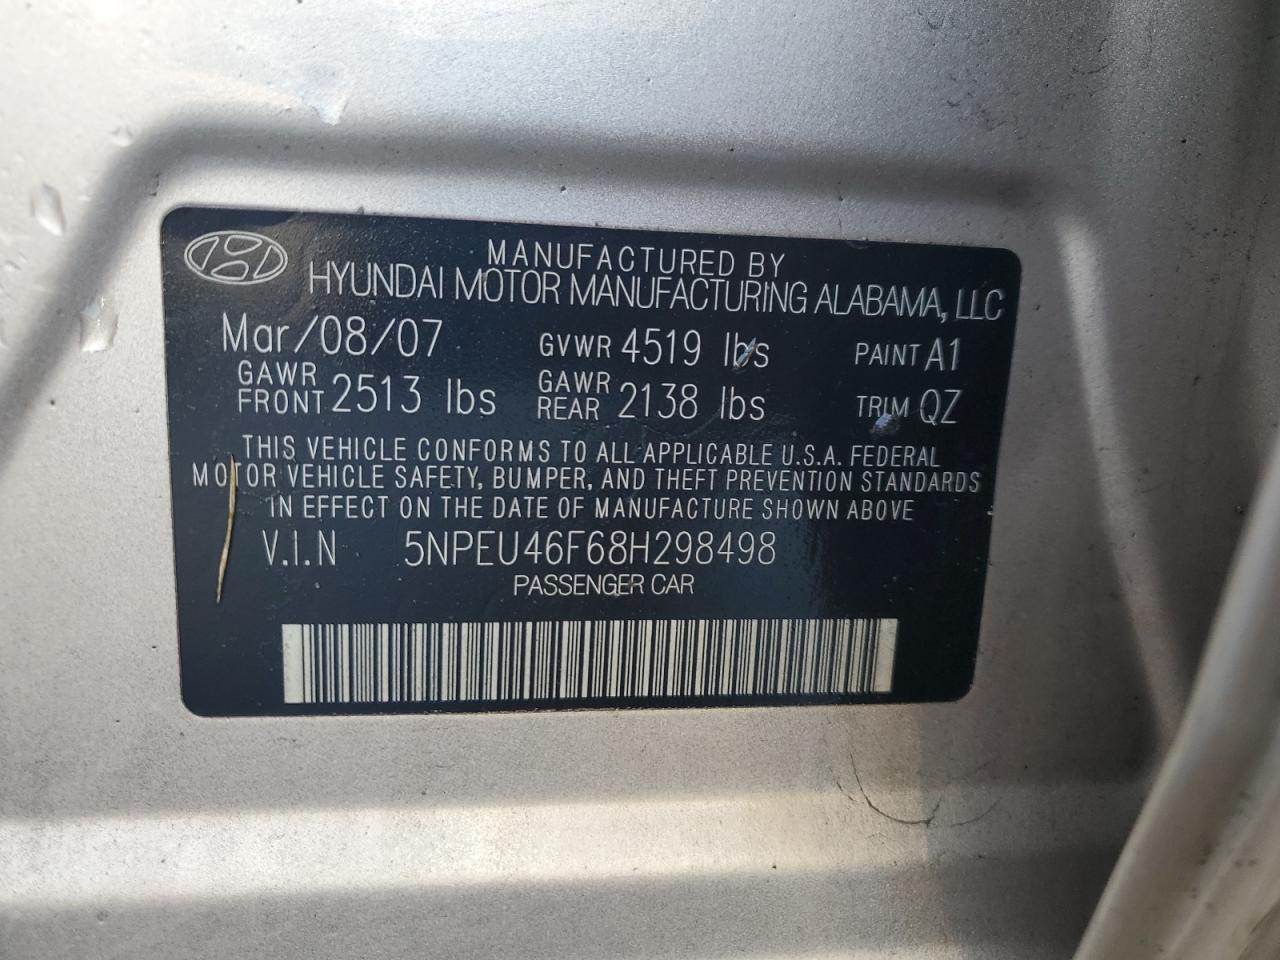 MANUFACTURED BY
HYUNDAI MOTOR MANUFACTURING ALABAMA, LLC
Mar/08/07 GVWR 4519 lbs PAINT A1
GAWR FRONT 2513 lbs GAWR REAR 2138 lbs TRIM QZ
THIS VEHICLE CONFORMS TO ALL APPLICABLE U.S.A. FEDERAL
MOTOR VEHICLE SAFETY, BUMPER, AND THEFT PREVENTION STANDARDS
IN EFFECT ON THE DATE OF MANUFACTURE SHOWN ABOVE
V.I.N 5NPEU46F68H298498
PASSENGER CAR